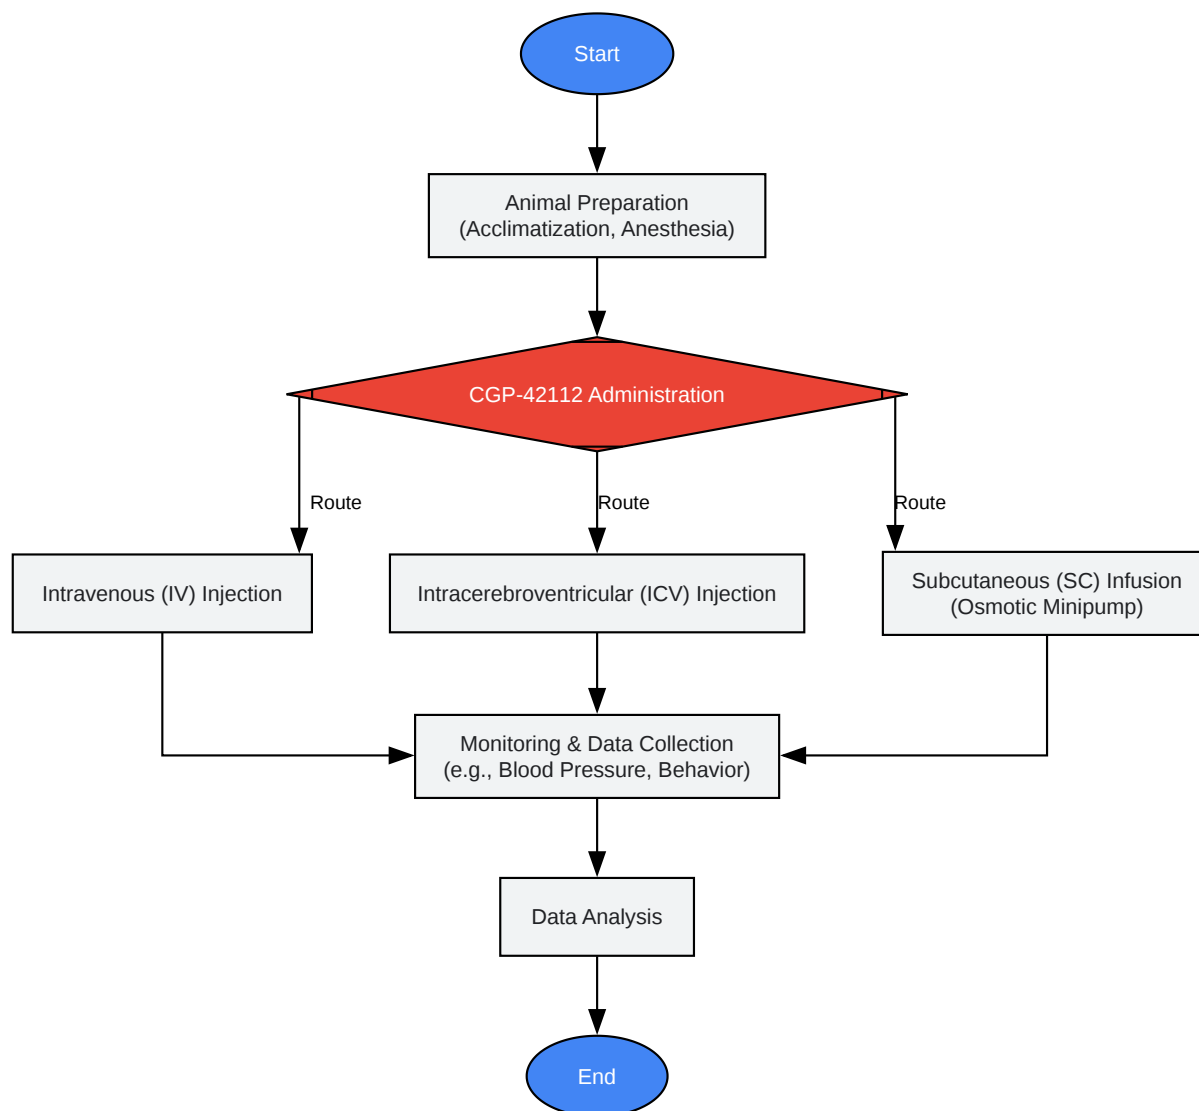 Start
Animal Preparation
(Acclimatization, Anesthesia)
CGP-42112 Administration
Route
Route
Route
Intravenous (IV) Injection
Intracerebroventricular (ICV) Injection
Subcutaneous (SC) Infusion
(Osmotic Minipump)
Monitoring & Data Collection
(e.g., Blood Pressure, Behavior)
Data Analysis
End